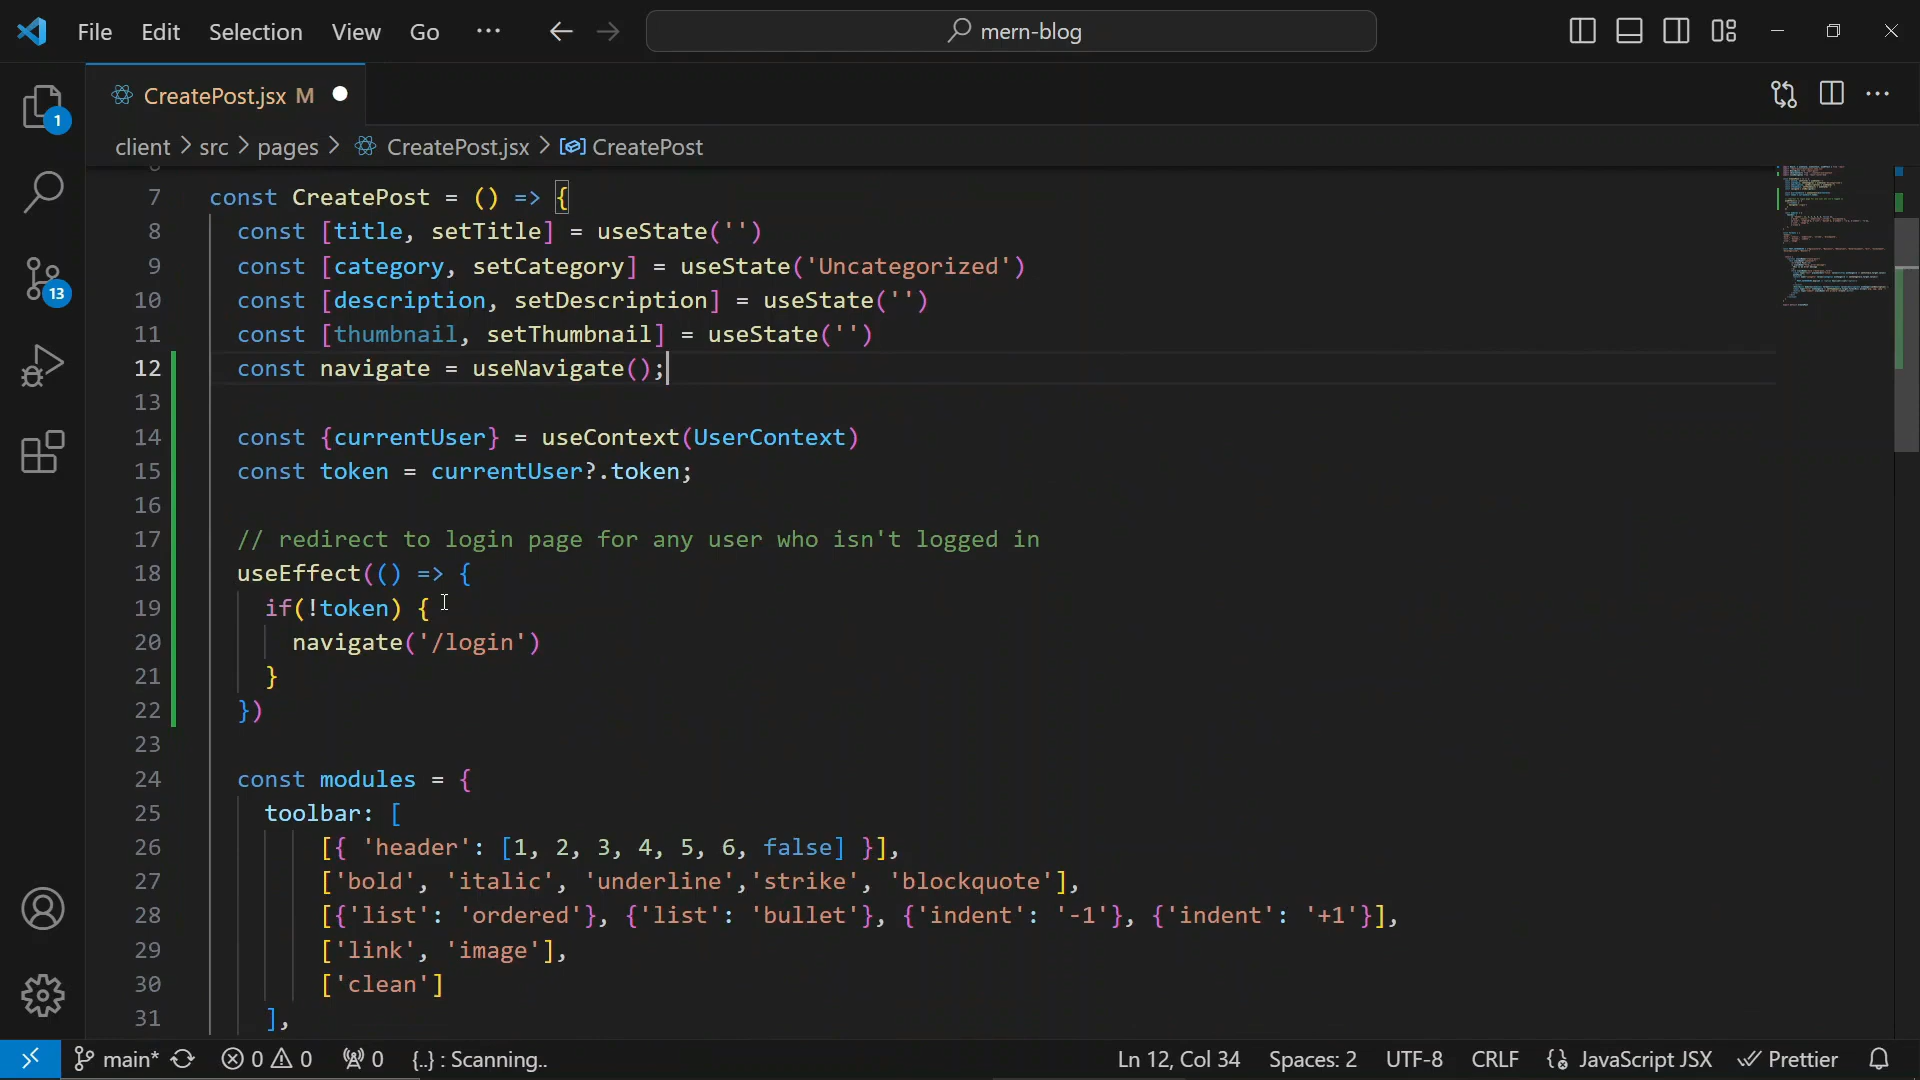 File Edit Selection View Go ··· mern-blog
CreatePost.jsx M
client > src > pages > CreatePost.jsx > CreatePost
7 const CreatePost = () => {
8 const [title, setTitle] = useState('')
9 const [category, setCategory] = useState('Uncategorized')
10 const [description, setDescription] = useState('')
11 const [thumbnail, setThumbnail] = useState('')
12 const navigate = useNavigate();
13
14 const {currentUser} = useContext(UserContext)
15 const token = currentUser?.token;
16
17 // redirect to login page for any user who isn't logged in
18 useEffect(() => {
19 if(!token) {
20 navigate('/login')
21 }
22 })
23
24 const modules = {
25 toolbar: [
26 [{ 'header': [1, 2, 3, 4, 5, 6, false] }],
27 ['bold', 'italic', 'underline','strike', 'blockquote'],
28 [{'list': 'ordered'}, {'list': 'bullet'}, {'indent': '-1'}, {'indent': '+1'}],
29 ['link', 'image'],
30 ['clean']
31 ],
1
13
main* 0 0 0 {..} : Scanning.. Ln 12, Col 34 Spaces: 2 UTF-8 CRLF JavaScript JSX Prettier